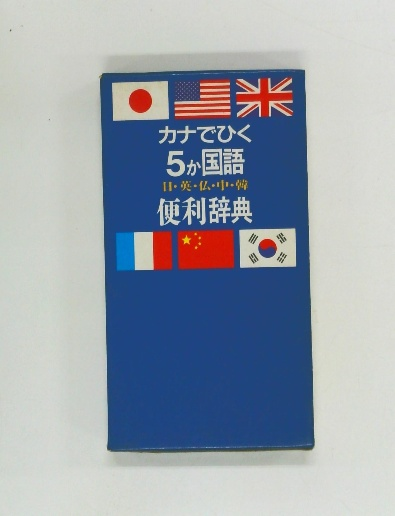 カナでひく
5か国語
日・英・仏・中・韓
便利辞典